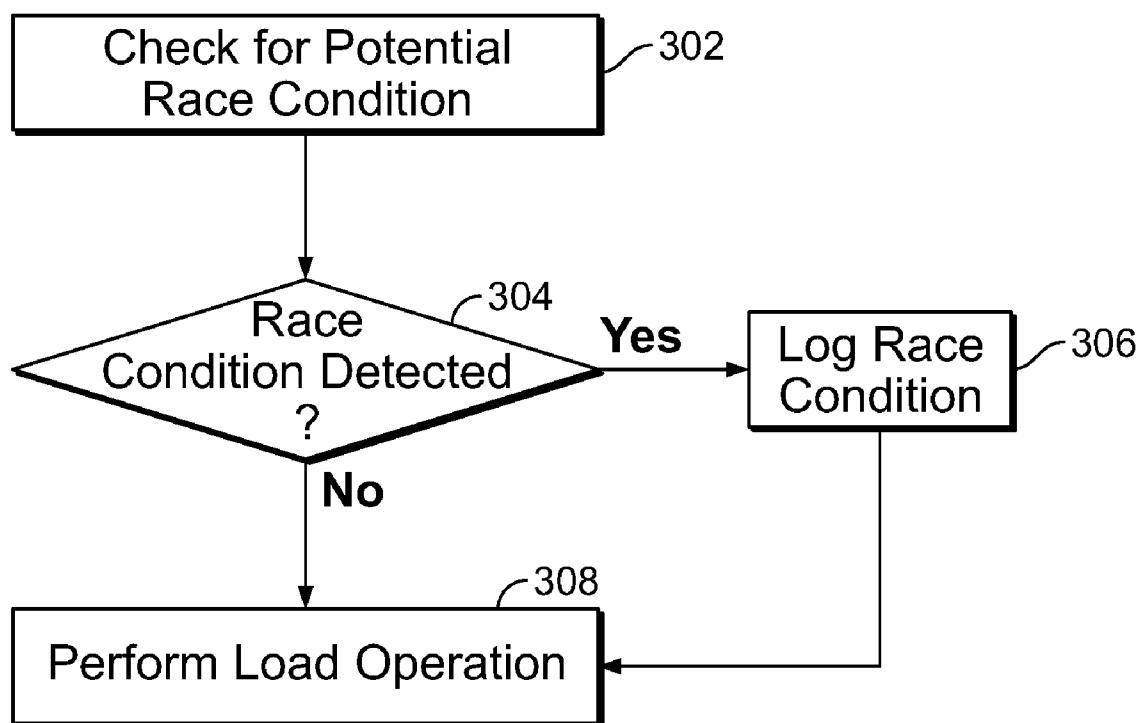 Check for Potential
Race Condition
302
304
Race
Condition Detected
?
Yes
Log Race
Condition
306
No
308
Perform Load Operation